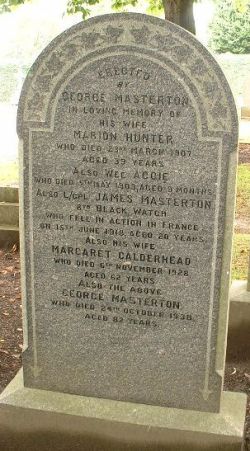 ERECTED
BY
GEORGE MASTERTON
IN LOVING MEMORY OF
HIS WIFE
MARION HUNTER
WHO DIED 23RD MARCH 1907
AGED 39 YEARS
ALSO WEE AGGIE
WHO DIED 5TH MAY 1903, AGED 9 MONTHS
ALSO L/CPL JAMES MASTERTON
8TH BLACK WATCH
WHO FELL IN ACTION IN FRANCE
ON 15TH JUNE 1918, AGED 20 YEARS
ALSO HIS WIFE
MARGARET CALDERHEAD
WHO DIED 6TH NOVEMBER 1928
AGED 62 YEARS
ALSO THE ABOVE
GEORGE MASTERTON
WHO DIED 24TH OCTOBER 1938
AGED 82 YEARS